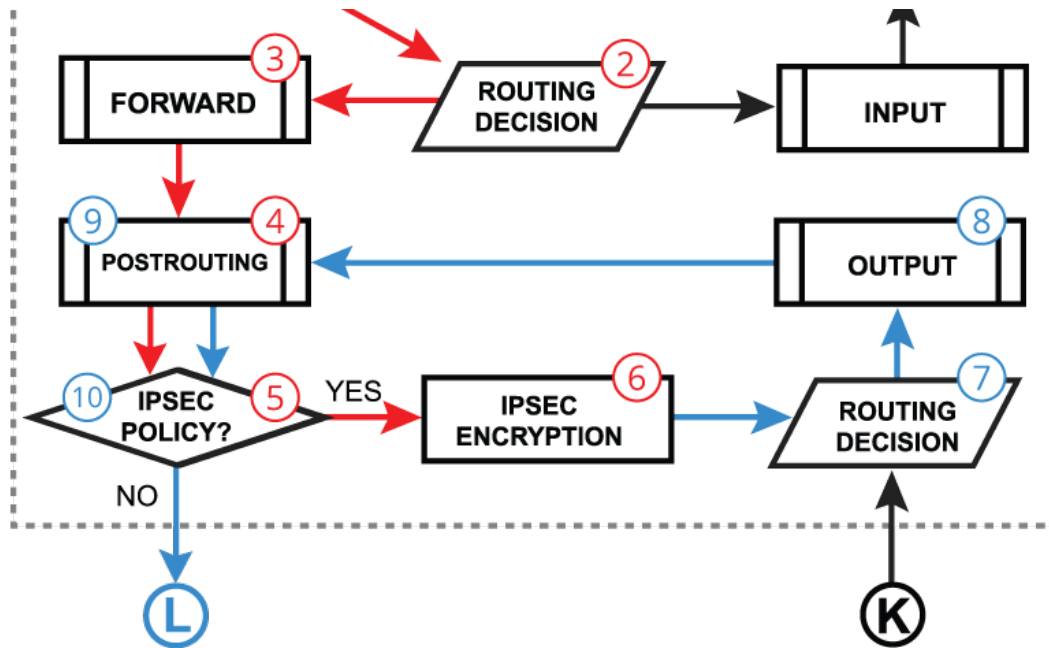 3
2
FORWARD
ROUTING
DECISION
INPUT
9
4
8
POSTROUTING
OUTPUT
10
IPSEC
POLICY?
5
YES
6
IPSEC
ENCRYPTION
7
ROUTING
DECISION
NO
L
K